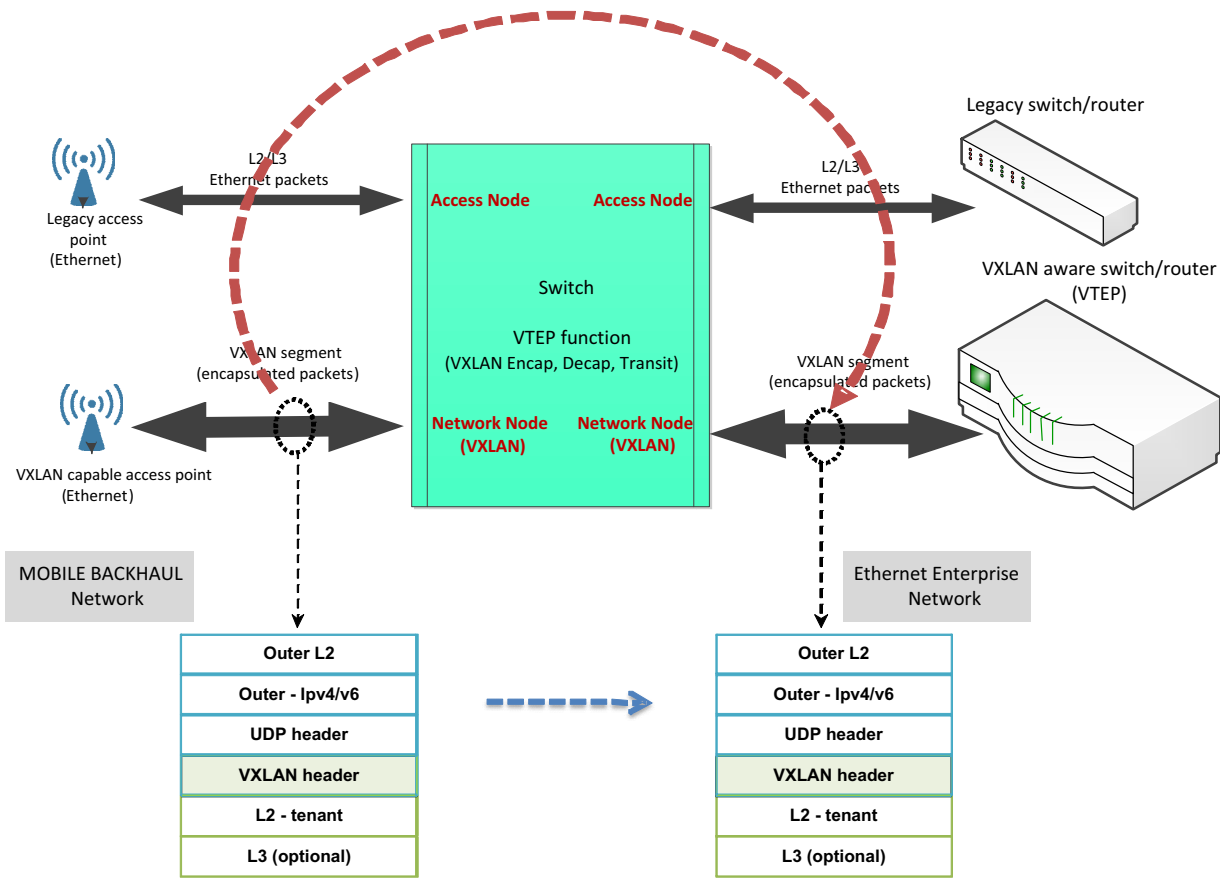 Legacy switch/router
L2/L3
Ethernet packets
L2/L3
Ethernet packets
Access Node
Access Node
Legacy access
point
(Ethernet)
VXLAN aware switch/router
(VTEP)
Switch
VTEP function
(VXLAN Encap, Decap, Transit)
VXLAN segment
(encapsulated packets)
VXLAN segment
(encapsulated packets)
Network Node
(VXLAN)
Network Node
(VXLAN)
VXLAN capable access point
(Ethernet)
MOBILE BACKHAUL
Network
Ethernet Enterprise
Network
Outer L2
Outer - Ipv4/v6
UDP header
VXLAN header
L2 - tenant
L3 (optional)
Outer L2
Outer - Ipv4/v6
UDP header
VXLAN header
L2 - tenant
L3 (optional)